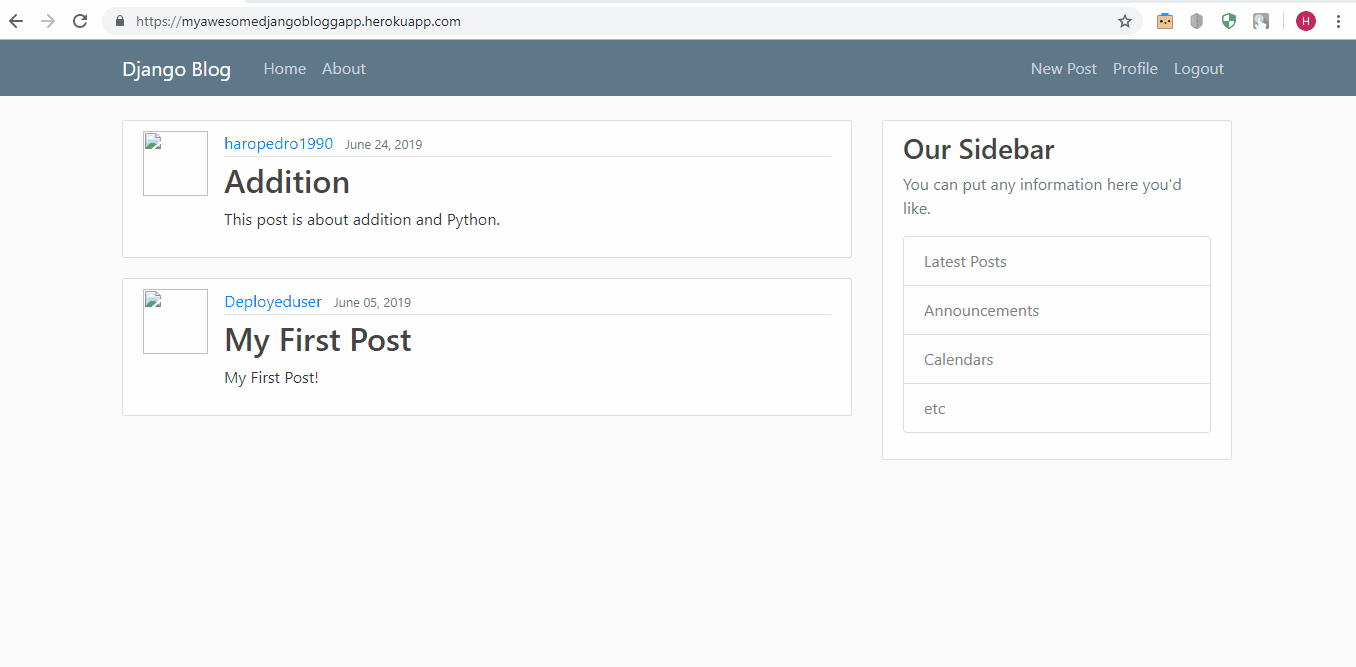 https://myawesomedjangobloggapp.herokuapp.com
H
Django Blog Home About New Post Profile Logout
haropedro1990 June 24, 2019
Addition
This post is about addition and Python.
Deployeduser June 05, 2019
My First Post
My First Post!
Our Sidebar
You can put any information here you'd
like.
Latest Posts
Announcements
Calendars
etc